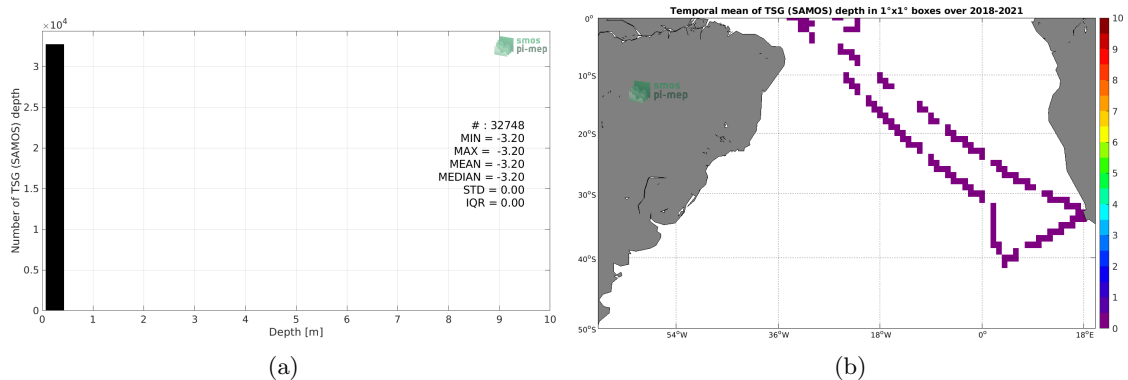 ×10⁴
3.5
3
2.5
2
1.5
1
0.5
0
Number of TSG (SAMOS) depth
smos
pi-mep
# : 32748
MIN = -3.20
MAX = -3.20
MEAN = -3.20
MEDIAN = -3.20
STD = 0.00
IQR = 0.00
0 1 2 3 4 5 6 7 8 9 10
Depth [m]
(a)
Temporal mean of TSG (SAMOS) depth in 1°x1° boxes over 2018-2021
0°
10°S
20°S
30°S
40°S
50°S
smos
pi-mep
54°W 36°W 18°W 0° 18°E
10
9
8
7
6
5
4
3
2
1
0
(b)